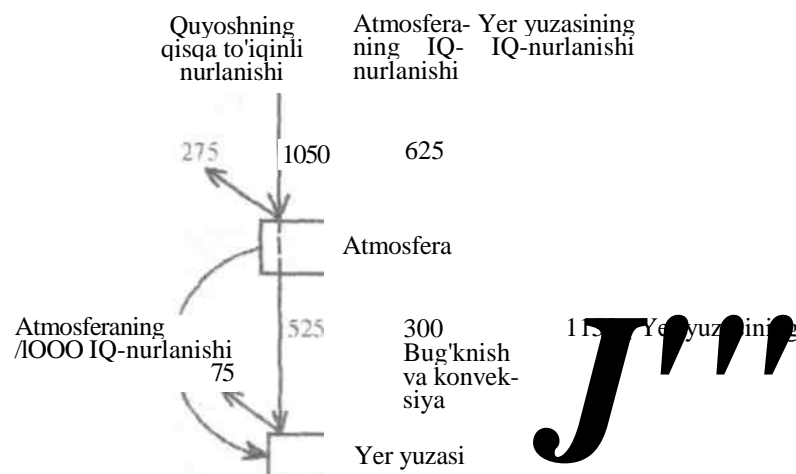 Quyoshning
qisqa to'iqinli
nurlanishi
Atmosfera-
ning IQ-
nurlanishi
Yer yuzasining
IQ-nurlanishi
275
1050
625
Atmosfera
Atmosferaning
/lOOO IQ-nurlanishi
525
300
Bug'knish
va konvek-
siya
75
J'''
Yer yuzasi